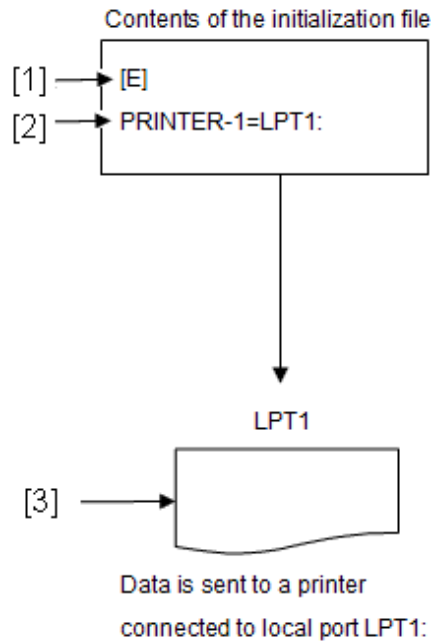 Contents of the initialization file
[1] [E]
[2] PRINTER-1=LPT1:
LPT1
[3]
Data is sent to a printer
connected to local port LPT1: